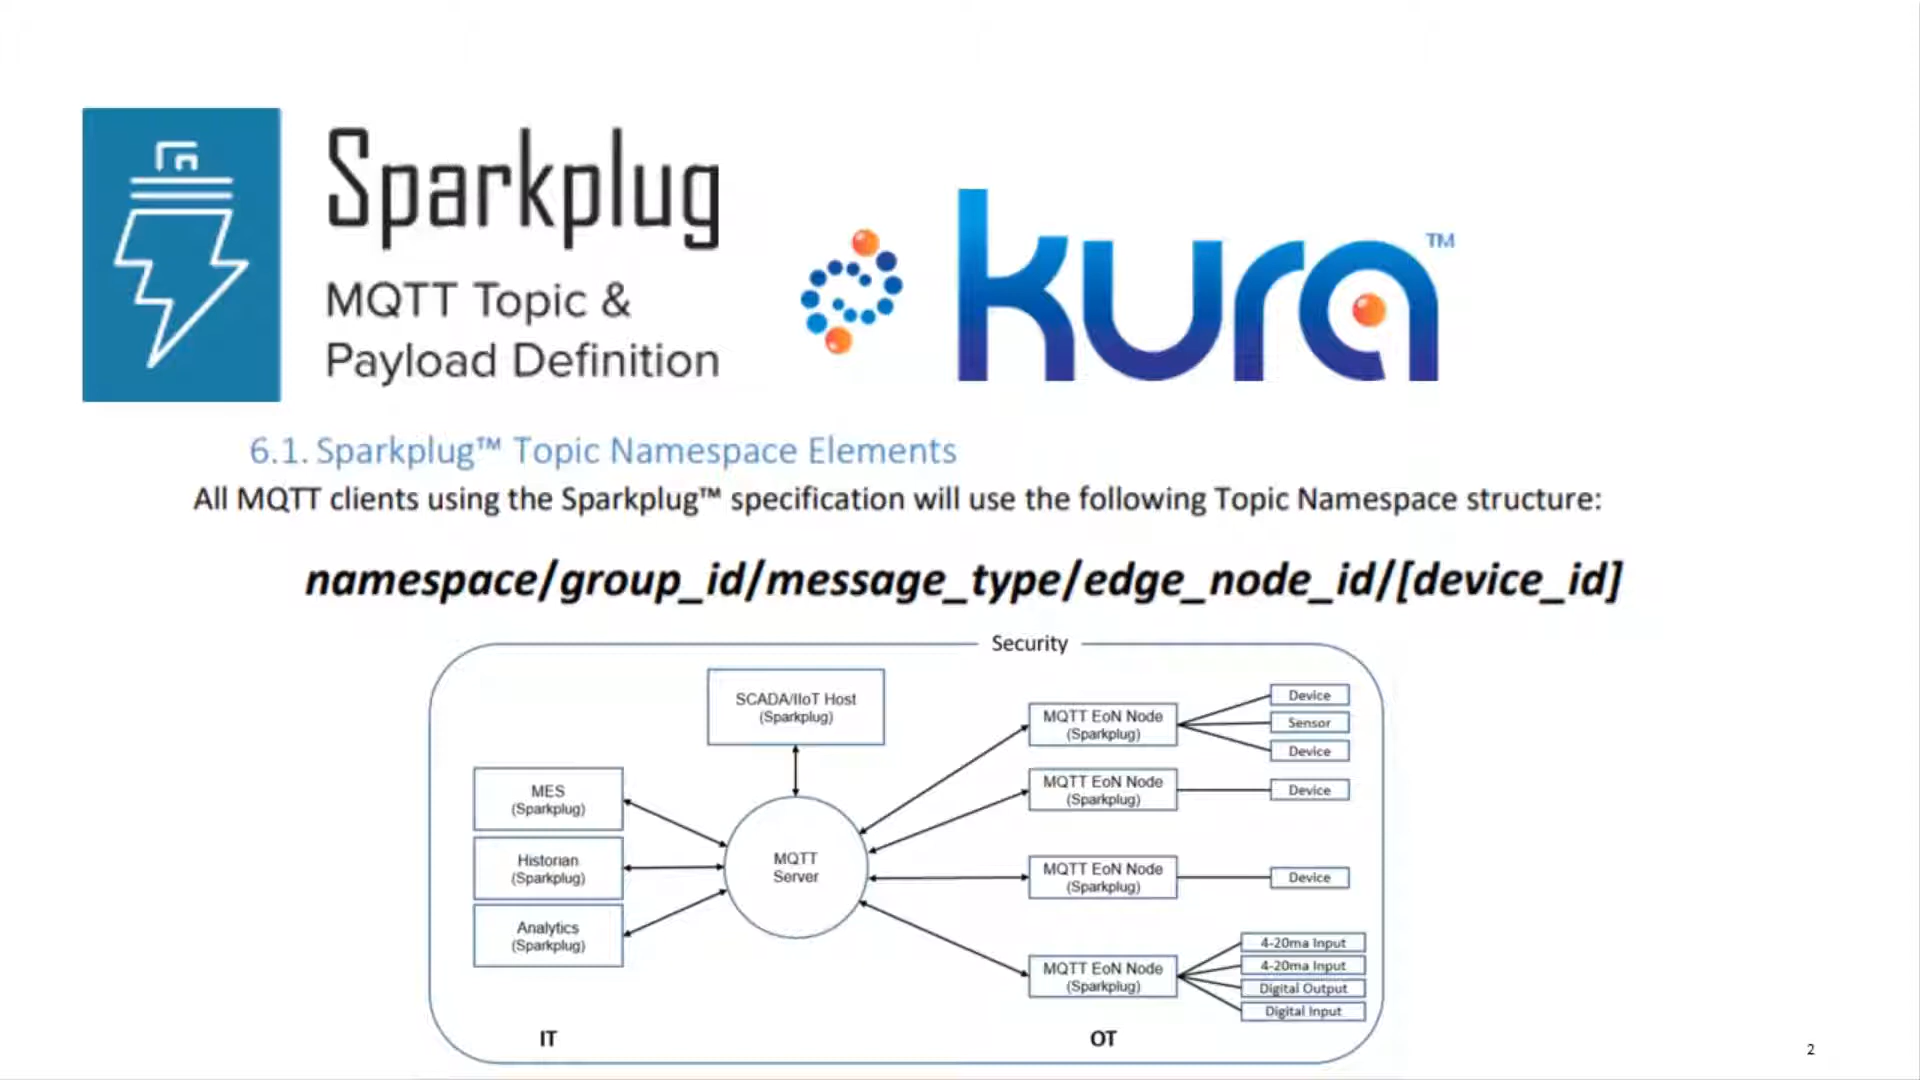 Sparkplug
MQTT Topic &
Payload Definition
kura™
6.1. Sparkplug™ Topic Namespace Elements
All MQTT clients using the Sparkplug™ specification will use the following Topic Namespace structure:
namespace/group_id/message_type/edge_node_id/[device_id]
Security
SCADA/IIoT Host
(Sparkplug)
MES
(Sparkplug)
Historian
(Sparkplug)
Analytics
(Sparkplug)
MQTT
Server
MQTT EoN Node
(Sparkplug)
Device
Sensor
Device
MQTT EoN Node
(Sparkplug)
Device
MQTT EoN Node
(Sparkplug)
Device
MQTT EoN Node
(Sparkplug)
4-20ma Input
4-20ma Input
Digital Output
Digital Input
IT
OT
2